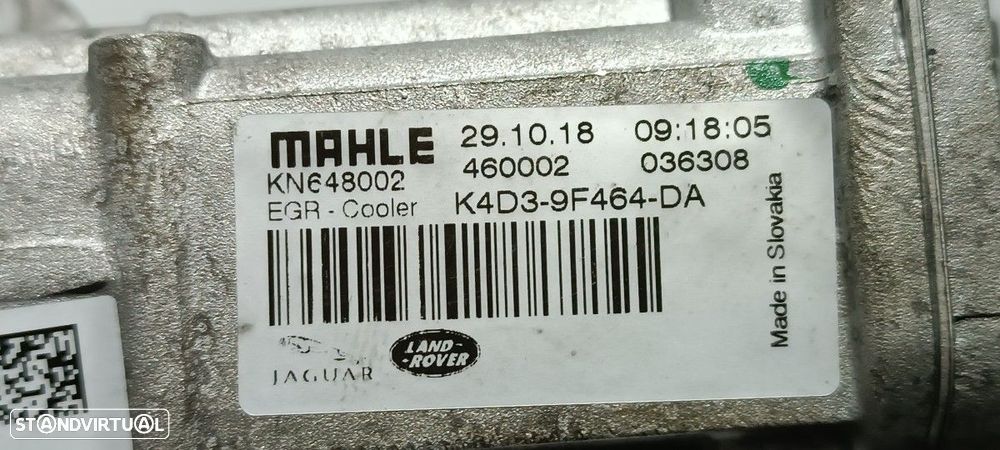 MAHLE 29.10.18 09:18:05
KN648002 460002 036308
EGR - Cooler K4D3-9F464-DA
Made in Slovakia
LAND-
-ROVER
JAGUAR
STANDVIRTUAL